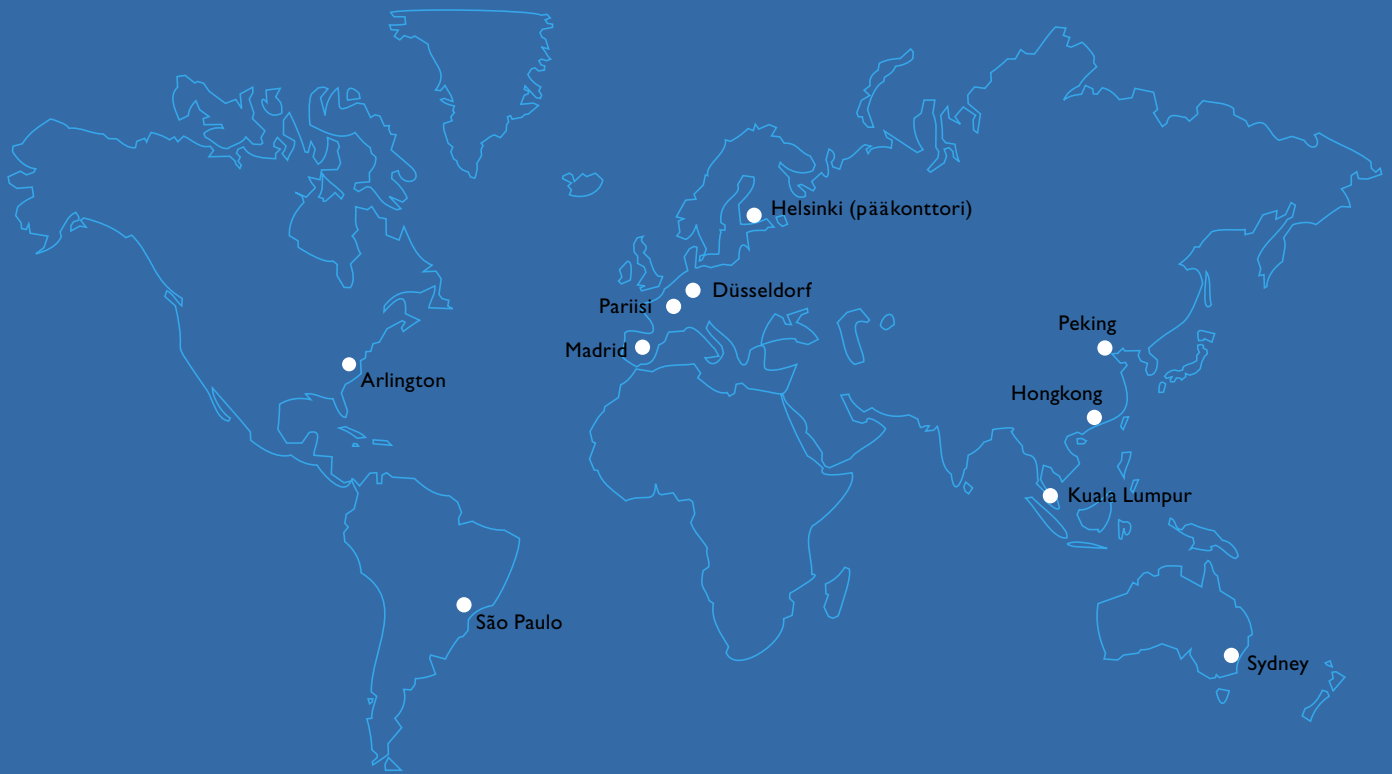 Helsinki (pääkonttori)
Düsseldorf
Pariisi
Madrid
Peking
Arlington
Hongkong
Kuala Lumpur
São Paulo
Sydney